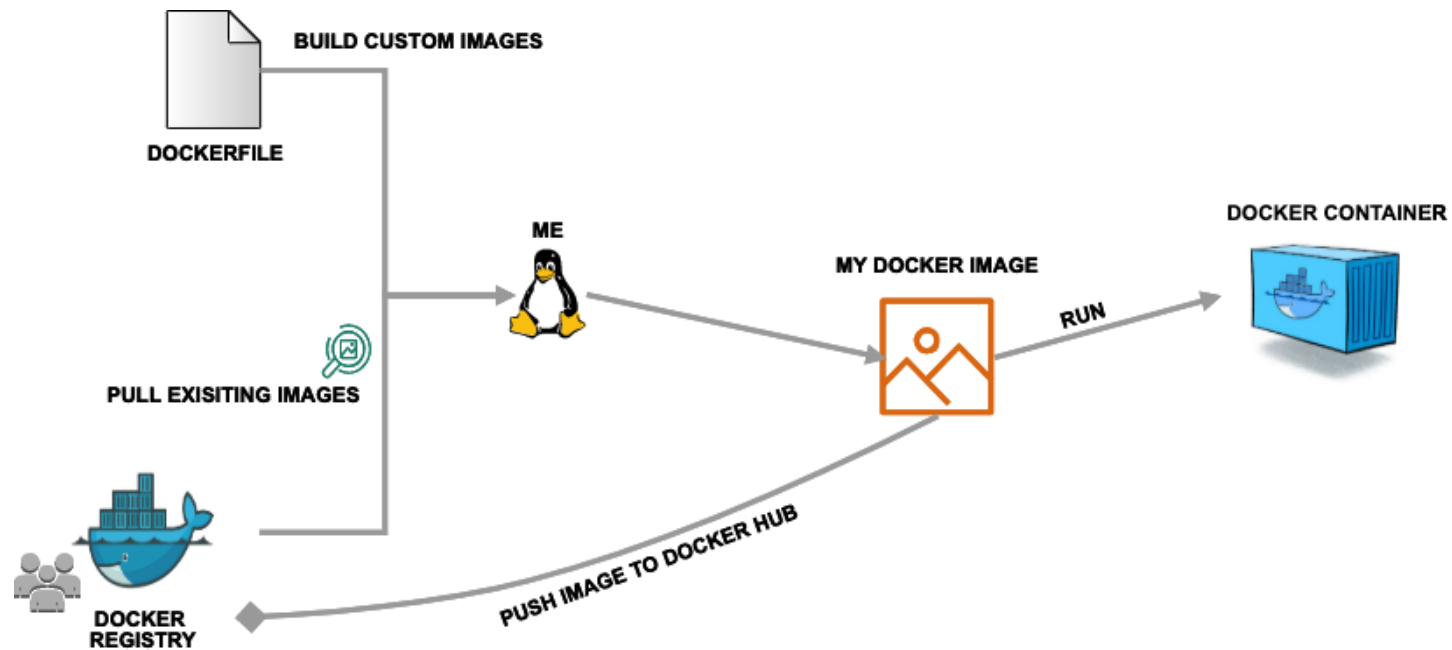 BUILD CUSTOM IMAGES
DOCKERFILE
ME
DOCKER CONTAINER
MY DOCKER IMAGE
RUN
PULL EXISITING IMAGES
PUSH IMAGE TO DOCKER HUB
DOCKER
REGISTRY